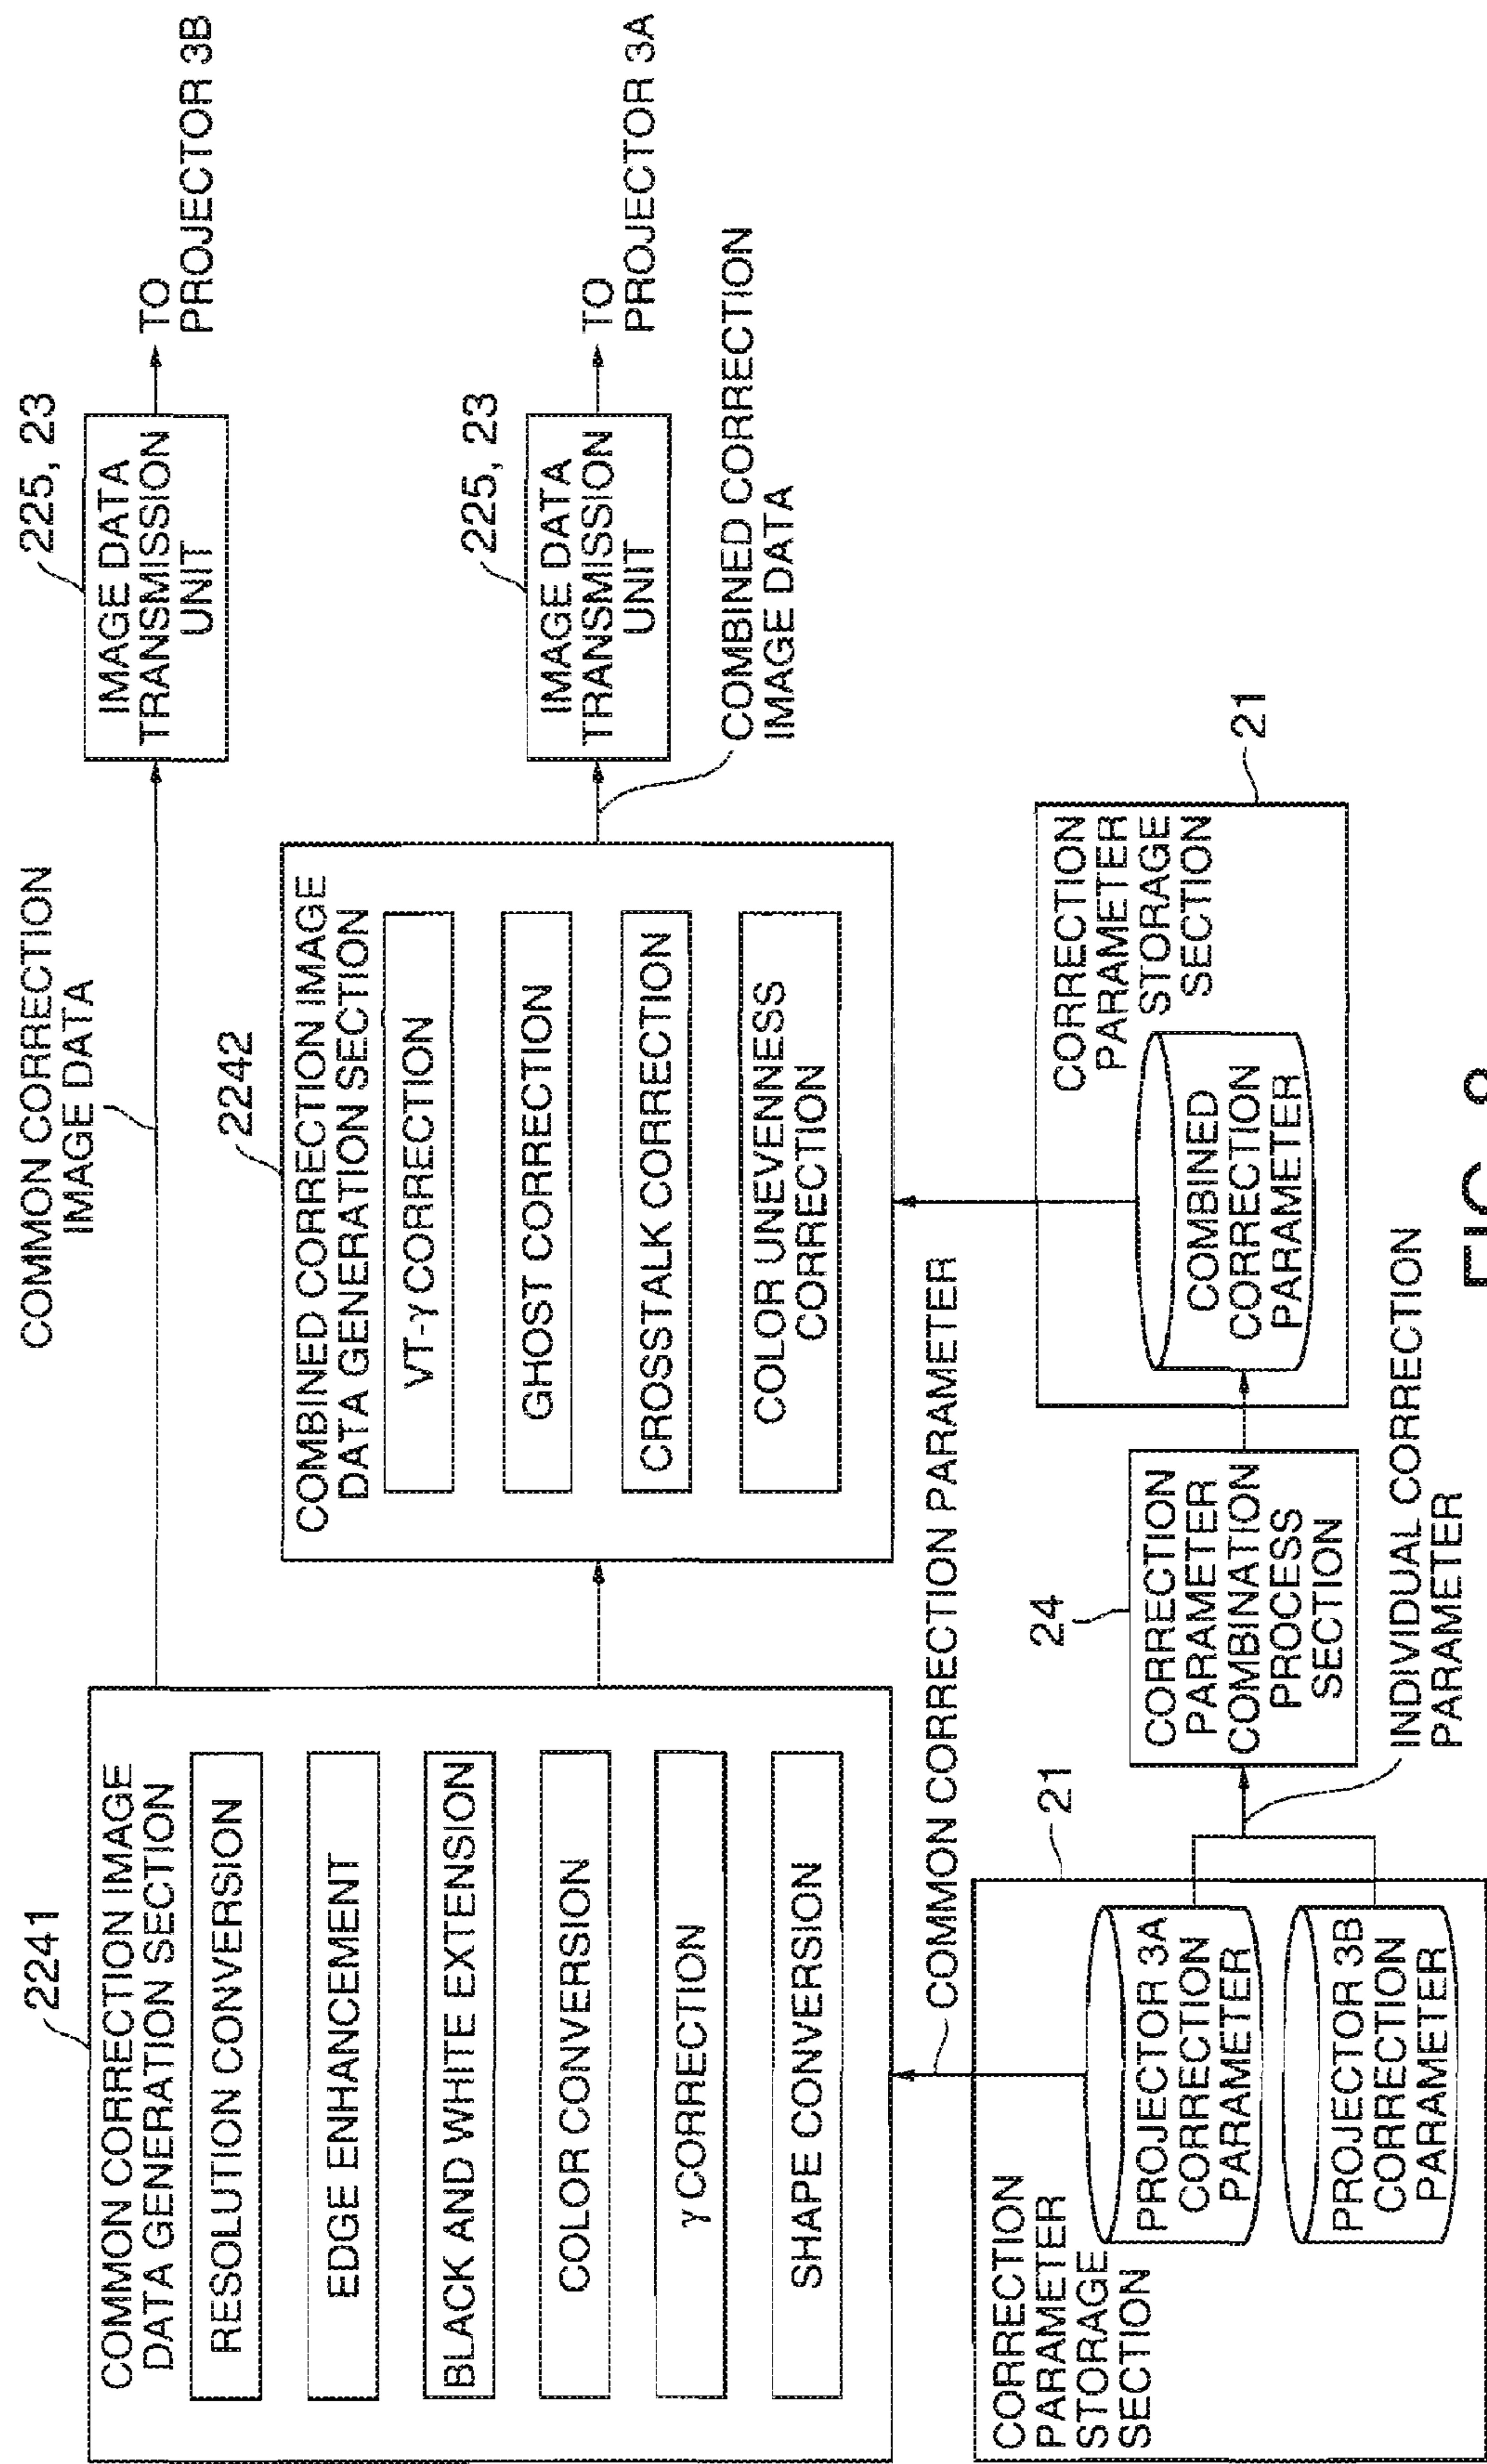 COMMON CORRECTION
IMAGE DATA
2241
COMMON CORRECTION IMAGE
DATA GENERATION SECTION
RESOLUTION CONVERSION
EDGE ENHANCEMENT
BLACK AND WHITE EXTENSION
COLOR CONVERSION
γ CORRECTION
SHAPE CONVERSION
2242
COMBINED CORRECTION IMAGE
DATA GENERATION SECTION
VT-γ CORRECTION
GHOST CORRECTION
CROSSTALK CORRECTION
COLOR UNEVENNESS
CORRECTION
225, 23
IMAGE DATA
TRANSMISSION
UNIT
TO
PROJECTOR 3B
225, 23
IMAGE DATA
TRANSMISSION
UNIT
TO
PROJECTOR 3A
COMBINED CORRECTION
IMAGE DATA
COMMON CORRECTION PARAMETER
CORRECTION
PARAMETER
STORAGE
SECTION
21
PROJECTOR 3A
CORRECTION
PARAMETER
PROJECTOR 3B
CORRECTION
PARAMETER
24
CORRECTION
PARAMETER
COMBINATION
PROCESS
SECTION
INDIVIDUAL CORRECTION
PARAMETER
21
CORRECTION
PARAMETER
STORAGE
SECTION
COMBINED
CORRECTION
PARAMETER
FIG. 8